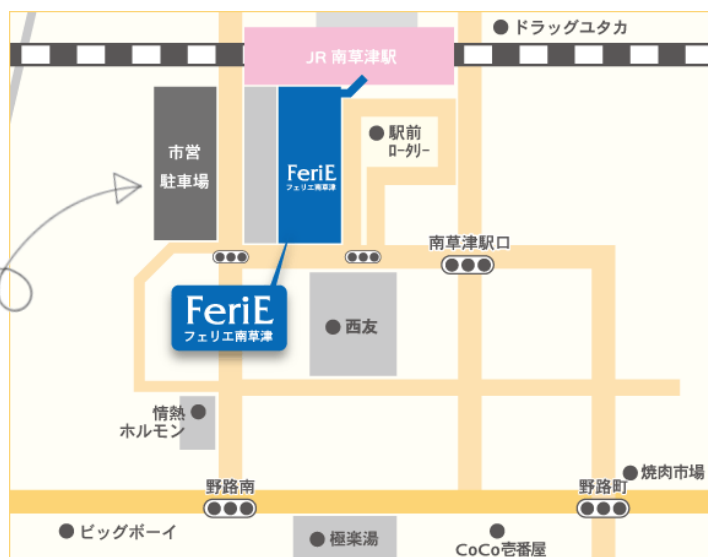 ドラッグユタカ
JR 南草津駅
市営
駐車場
FeriE
フェリエ南草津
駅前
ロータリー
南草津駅口
FeriE
フェリエ南草津
西友
情熱
ホルモン
焼肉市場
野路南
野路町
ビッグボーイ
極楽湯
CoCo壱番屋